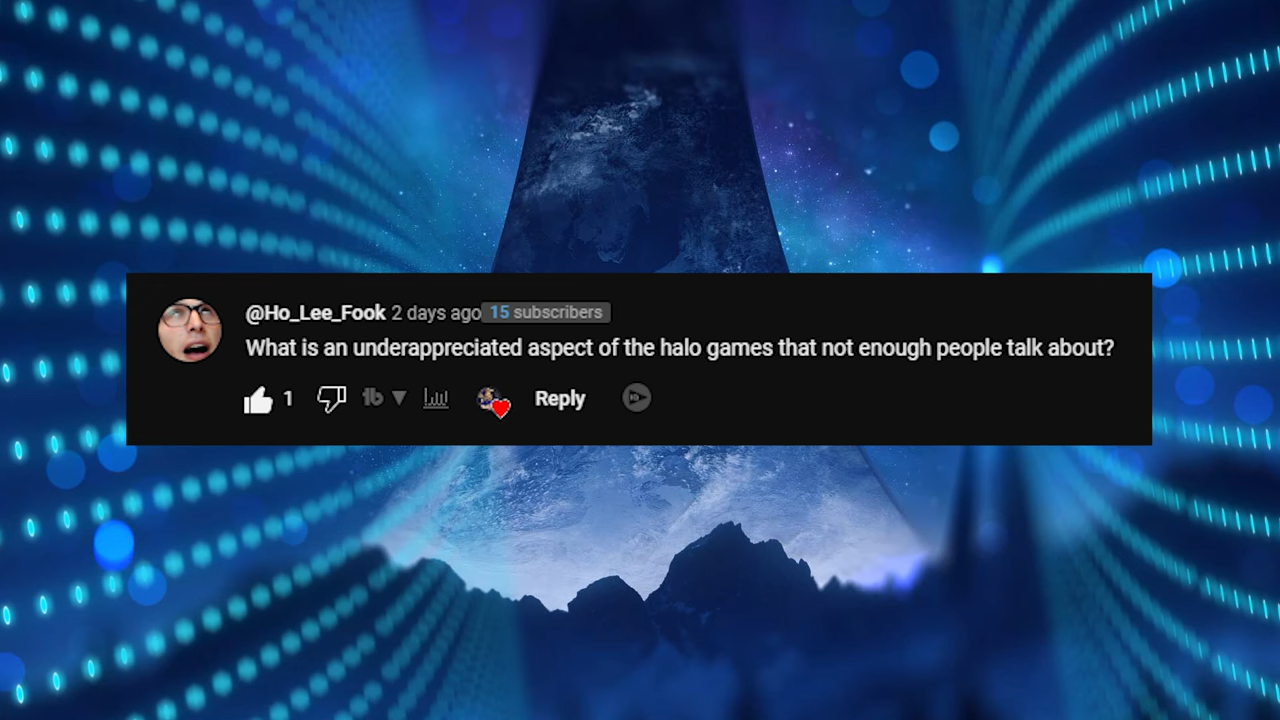 @Ho_Lee_Fook 2 days ago 15 subscribers
What is an underappreciated aspect of the halo games that not enough people talk about?
1 Reply